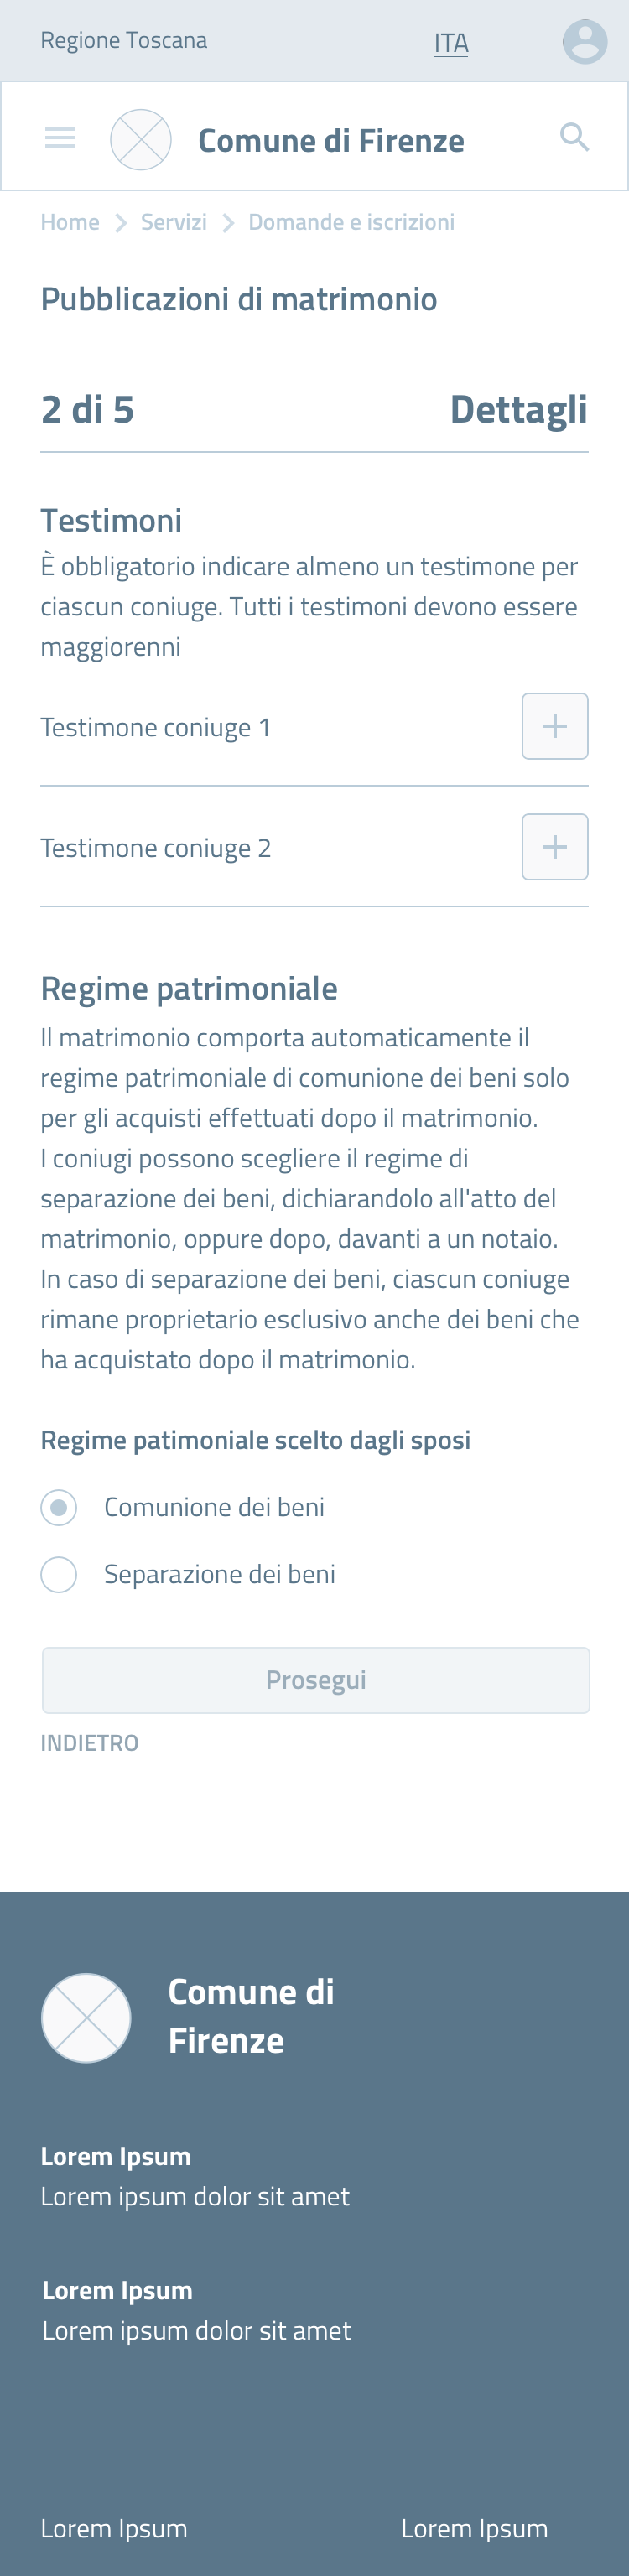 Regione Toscana
ITA
Comune di Firenze
Home Servizi Domande e iscrizioni
Pubblicazioni di matrimonio
2 di 5
Dettagli
Testimoni
È obbligatorio indicare almeno un testimone per
ciascun coniuge. Tutti i testimoni devono essere
maggiorenni
Testimone coniuge 1
Testimone coniuge 2
Regime patrimoniale
Il matrimonio comporta automaticamente il
regime patrimoniale di comunione dei beni solo
per gli acquisti effettuati dopo il matrimonio.
I coniugi possono scegliere il regime di
separazione dei beni, dichiarandolo all'atto del
matrimonio, oppure dopo, davanti a un notaio.
In caso di separazione dei beni, ciascun coniuge
rimane proprietario esclusivo anche dei beni che
ha acquistato dopo il matrimonio.
Regime patimoniale scelto dagli sposi
Comunione dei beni
Separazione dei beni
Prosegui
INDIETRO
Comune di
Firenze
Lorem Ipsum
Lorem ipsum dolor sit amet
Lorem Ipsum
Lorem ipsum dolor sit amet
Lorem Ipsum
Lorem Ipsum